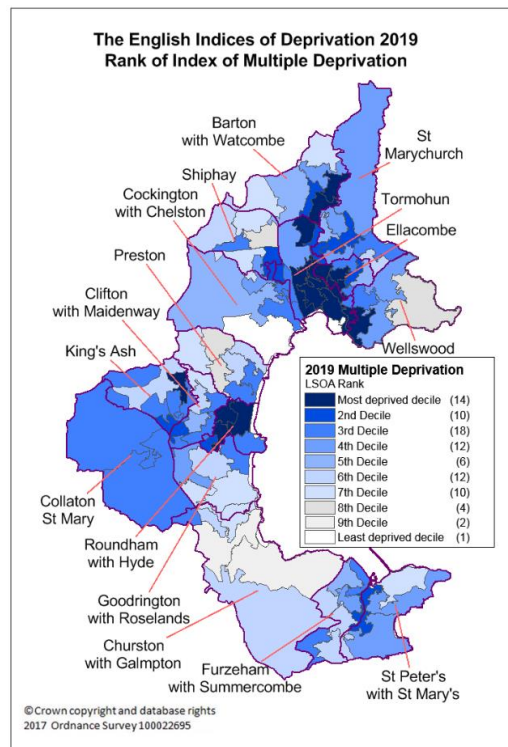 The English Indices of Deprivation 2019
Rank of Index of Multiple Deprivation
Barton
with Watcombe
St
Marychurch
Shiphay
Cockington
with Chelston
Tormohun
Ellacombe
Preston
Clifton
with Maidenway
King's Ash
Wellswood
2019 Multiple Deprivation
LSOA Rank
Most deprived decile (14)
2nd Decile (10)
3rd Decile (18)
4th Decile (12)
5th Decile (6)
6th Decile (12)
7th Decile (10)
8th Decile (4)
9th Decile (2)
Least deprived decile (1)
Collaton
St Mary
Roundham
with Hyde
Goodrington
with Roselands
Churston
with Galmpton
Furzeham
with Summercombe
St Peter's
with St Mary's
©Crown copyright and database rights
2017 Ordnance Survey 100022695